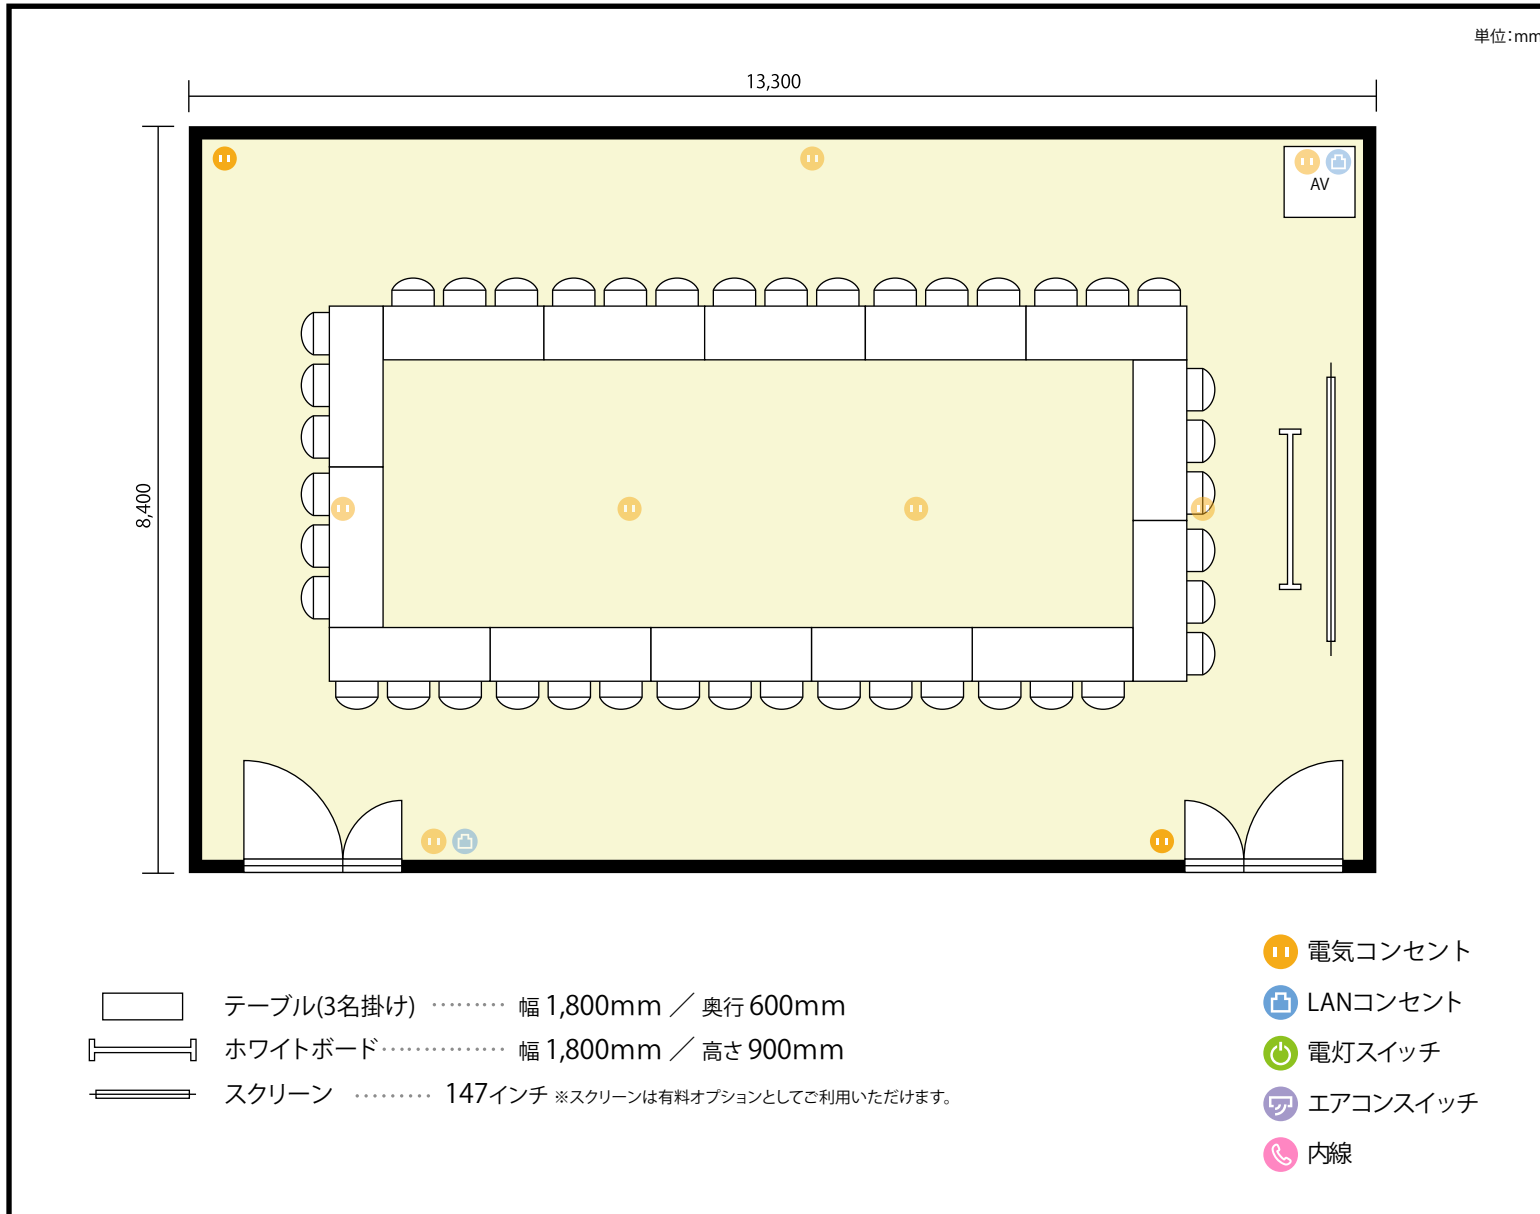 単位：mm
13,300
8,400
AV
テーブル(3名掛け) ……… 幅 1,800mm ／ 奥行 600mm
ホワイトボード…………… 幅 1,800mm ／ 高さ 900mm
スクリーン ……… 147インチ ※スクリーンは有料オプションとしてご利用いただけます。
電気コンセント
LANコンセント
電灯スイッチ
エアコンスイッチ
内線